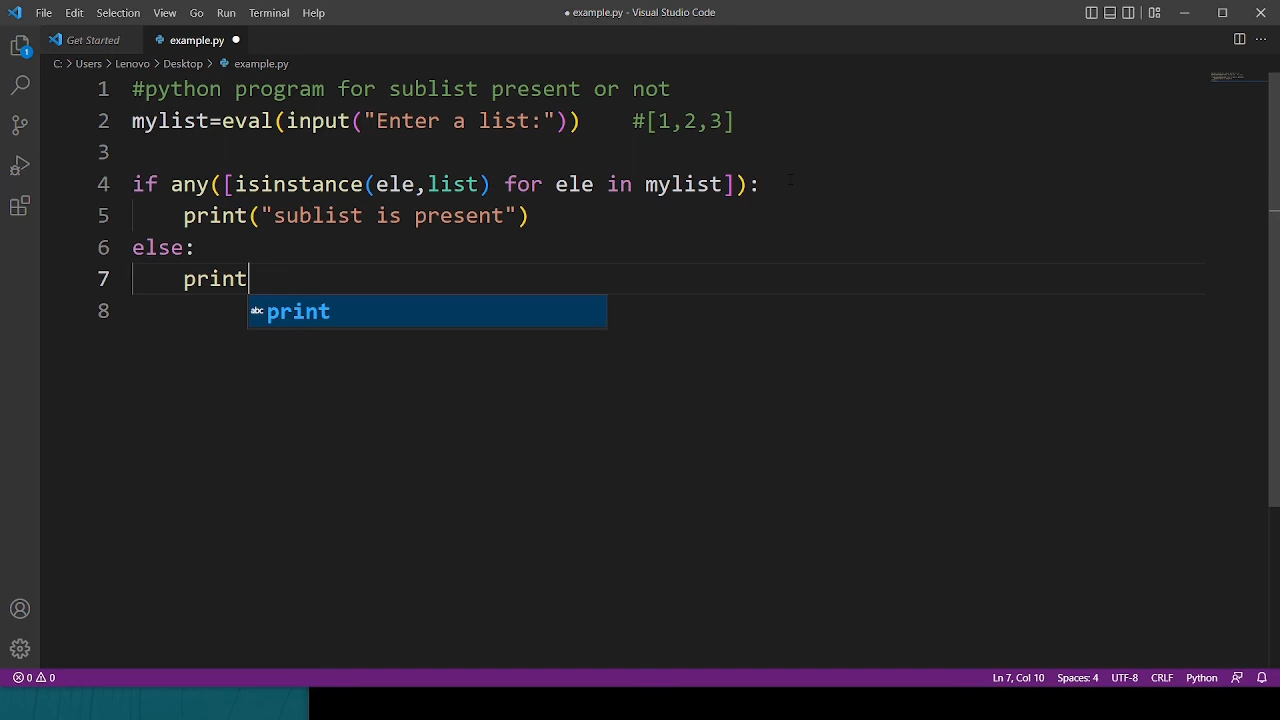 File Edit Selection View Go Run Terminal Help ● example.py - Visual Studio Code
Get Started example.py ●
C: > Users > Lenovo > Desktop > example.py
1 #python program for sublist present or not
2 mylist=eval(input("Enter a list:")) #[1,2,3]
3
4 if any([isinstance(ele,list) for ele in mylist]):
5 print("sublist is present")
6 else:
7 print
abc print
8
1
0 0 Ln 7, Col 10 Spaces: 4 UTF-8 CRLF Python